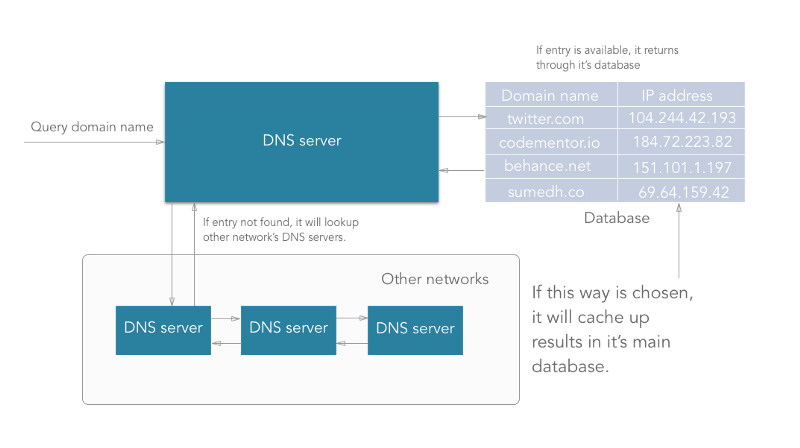 If entry is available, it returns
through it's database
Query domain name
DNS server
Domain name IP address
twitter.com 104.244.42.193
codementor.io 184.72.223.82
behance.net 151.101.1.197
sumedh.co 69.64.159.42
Database
If entry not found, it will lookup
other network's DNS servers.
Other networks
DNS server DNS server DNS server
If this way is chosen,
it will cache up
results in it's main
database.